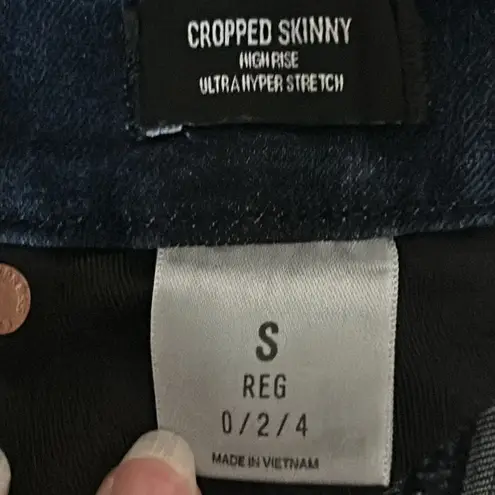 CROPPED SKINNY
HIGH RISE
ULTRA HYPER STRETCH
S
REG
0/2/4
MADE IN VIETNAM